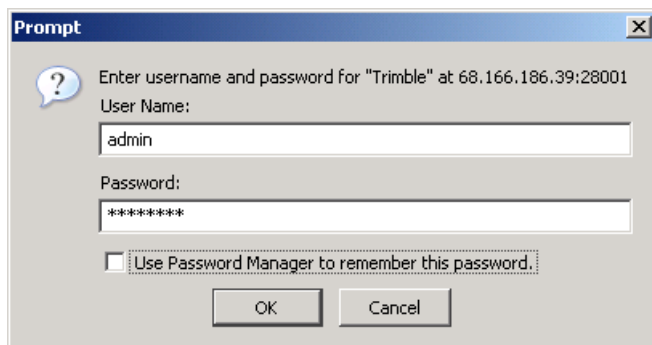 Prompt
Enter username and password for "Trimble" at 68.166.186.39:28001
User Name:
admin
Password:
********
Use Password Manager to remember this password.
OK Cancel